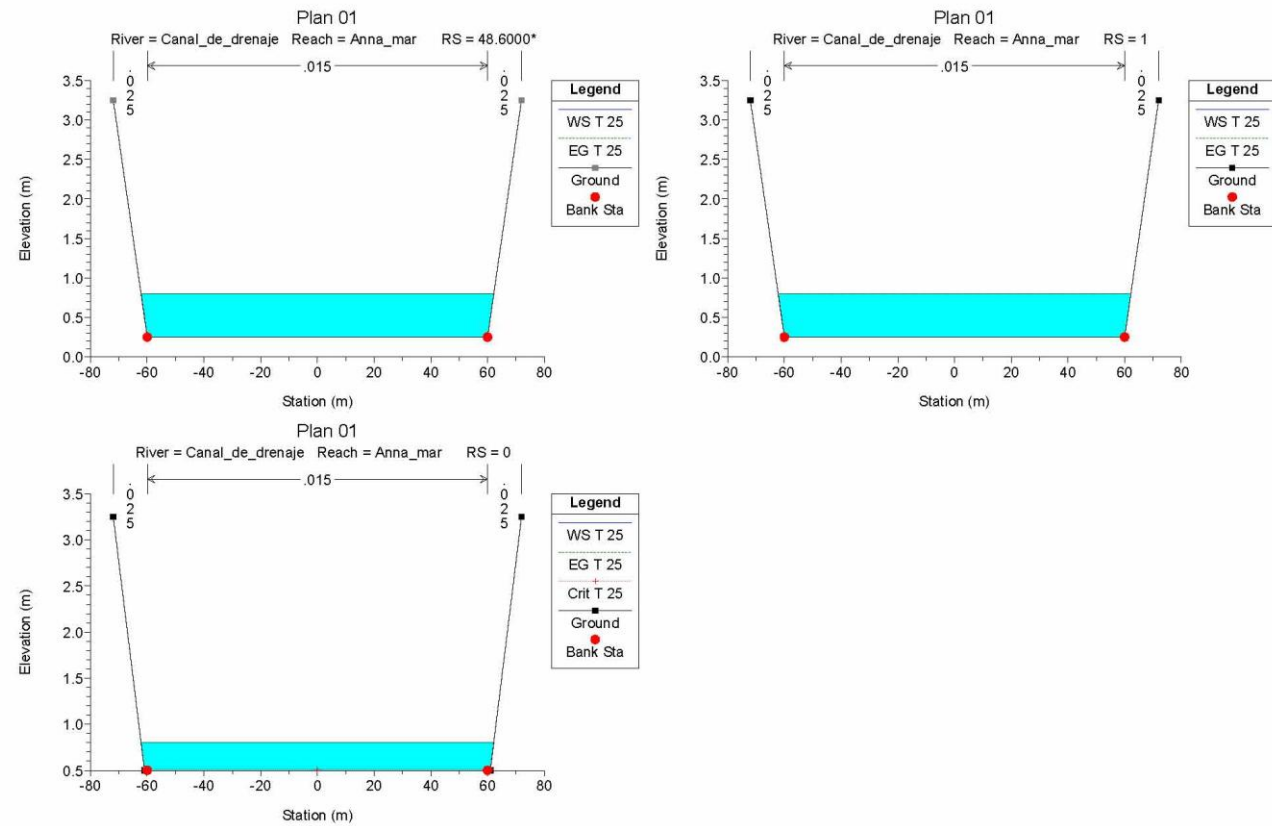 Plan 01
River = Canal_de_drenaje Reach = Anna_mar RS = 48.6000*
.025
.015
.025
3.5
3.0
2.5
2.0
1.5
1.0
0.5
0.0
Elevation (m)
-80 -60 -40 -20 0 20 40 60 80
Station (m)
Legend
WS T 25
EG T 25
Ground
Bank Sta
Plan 01
River = Canal_de_drenaje Reach = Anna_mar RS = 1
.025
.015
.025
3.5
3.0
2.5
2.0
1.5
1.0
0.5
0.0
Elevation (m)
-80 -60 -40 -20 0 20 40 60 80
Station (m)
Legend
WS T 25
EG T 25
Ground
Bank Sta
Plan 01
River = Canal_de_drenaje Reach = Anna_mar RS = 0
.025
.015
.025
3.5
3.0
2.5
2.0
1.5
1.0
0.5
Elevation (m)
-80 -60 -40 -20 0 20 40 60 80
Station (m)
Legend
WS T 25
EG T 25
Crit T 25
Ground
Bank Sta